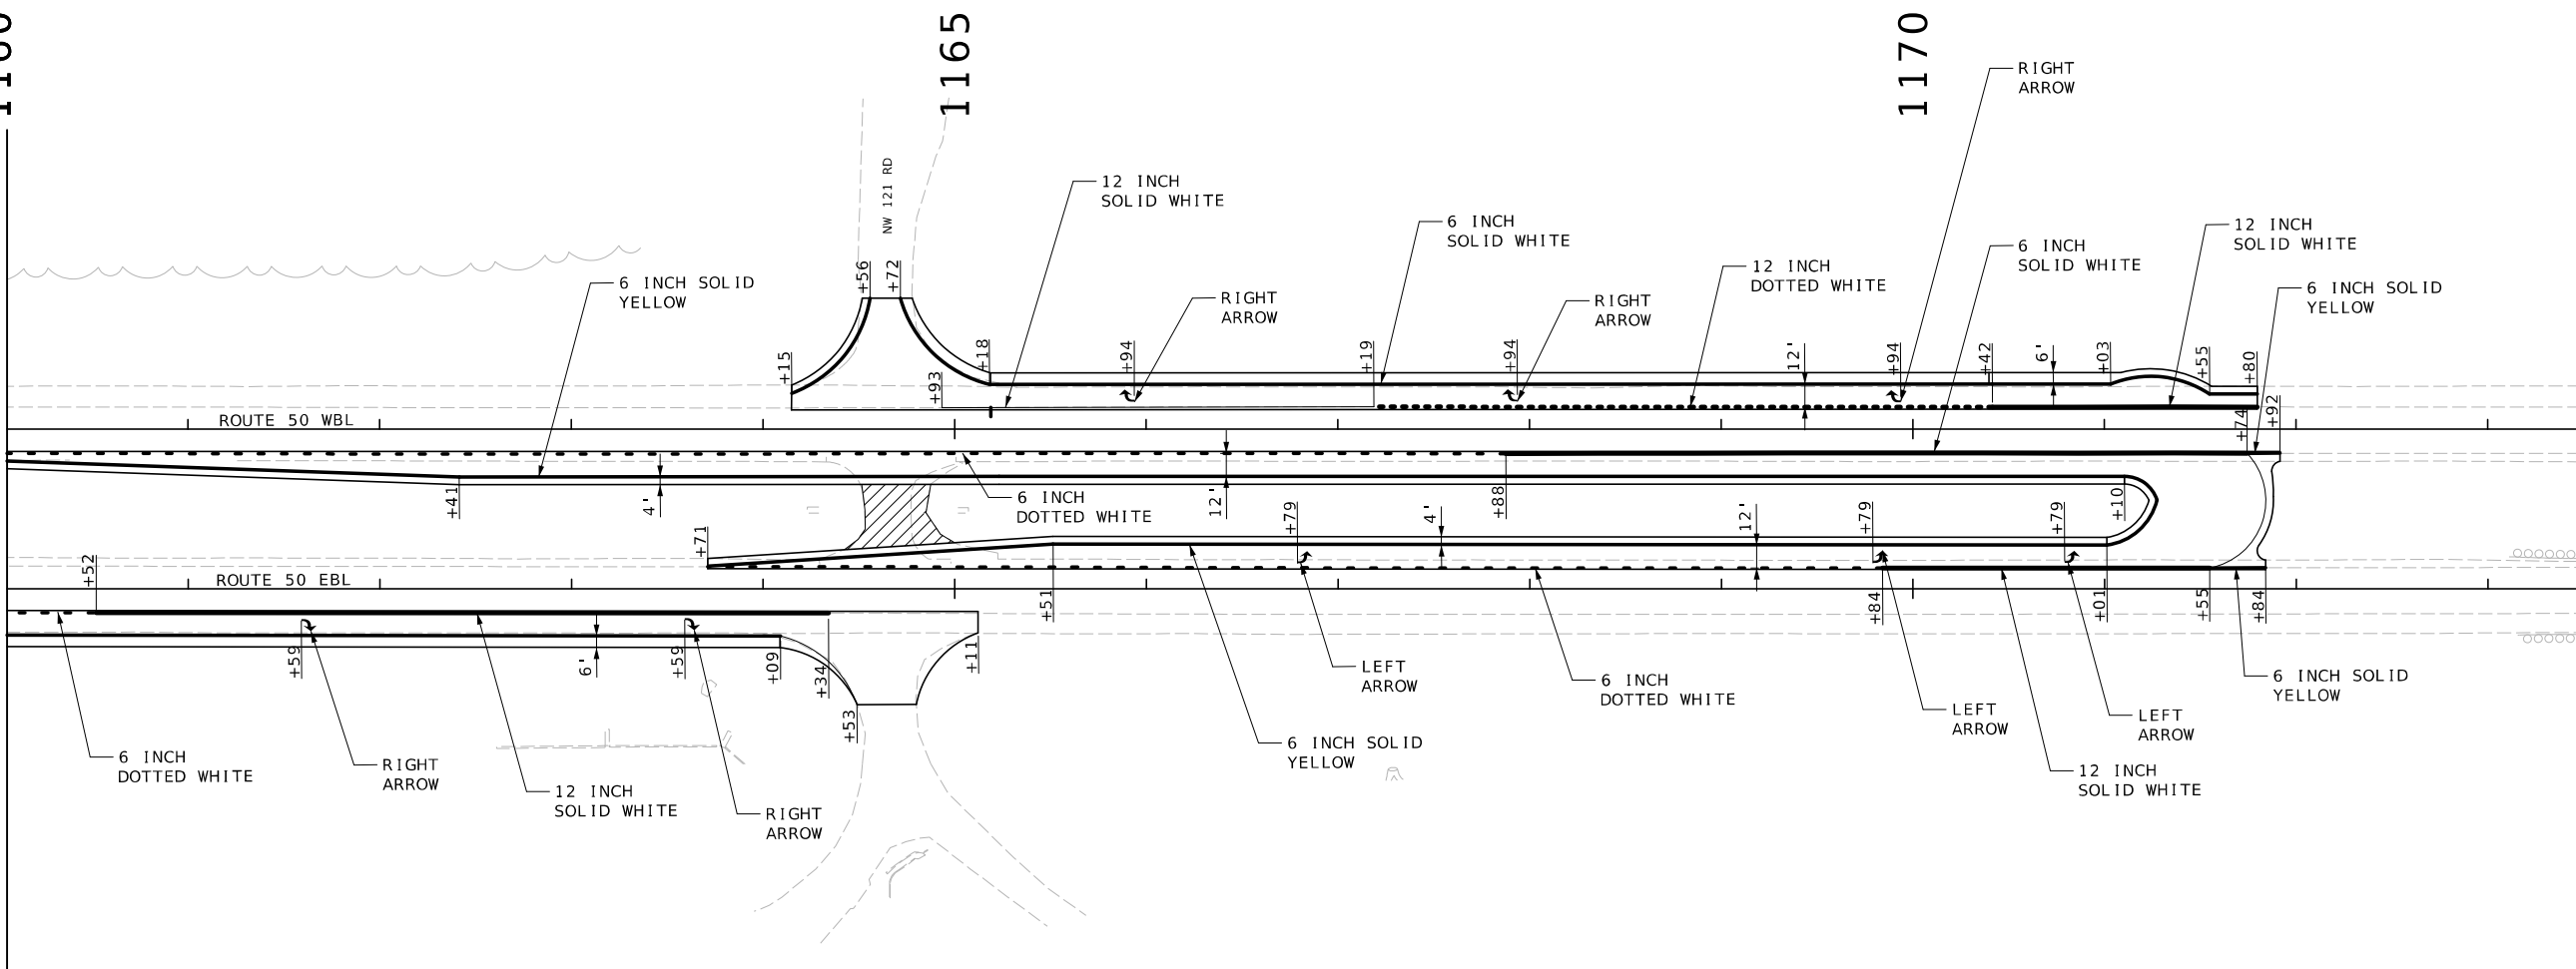 1160
1165
1170
RIGHT
ARROW
NW 121 RD
12 INCH
SOLID WHITE
6 INCH
SOLID WHITE
12 INCH
SOLID WHITE
6 INCH
SOLID WHITE
12 INCH
DOTTED WHITE
6 INCH SOLID
YELLOW
6 INCH SOLID
YELLOW
RIGHT
ARROW
RIGHT
ARROW
+56
+72
+15
+18
+93
+94
+19
+94
12'
+94
+42
6'
+03
+55
+80
+74
+92
ROUTE 50 WBL
+41
4'
6 INCH
DOTTED WHITE
12'
+88
+10
+71
+79
4'
12'
+79
+79
+52
ROUTE 50 EBL
+51
+84
+01
+55
+84
+59
6'
+59
+09
+34
+11
+53
LEFT
ARROW
6 INCH
DOTTED WHITE
6 INCH SOLID
YELLOW
LEFT
ARROW
LEFT
ARROW
6 INCH
DOTTED WHITE
RIGHT
ARROW
12 INCH
SOLID WHITE
RIGHT
ARROW
6 INCH SOLID
YELLOW
12 INCH
SOLID WHITE